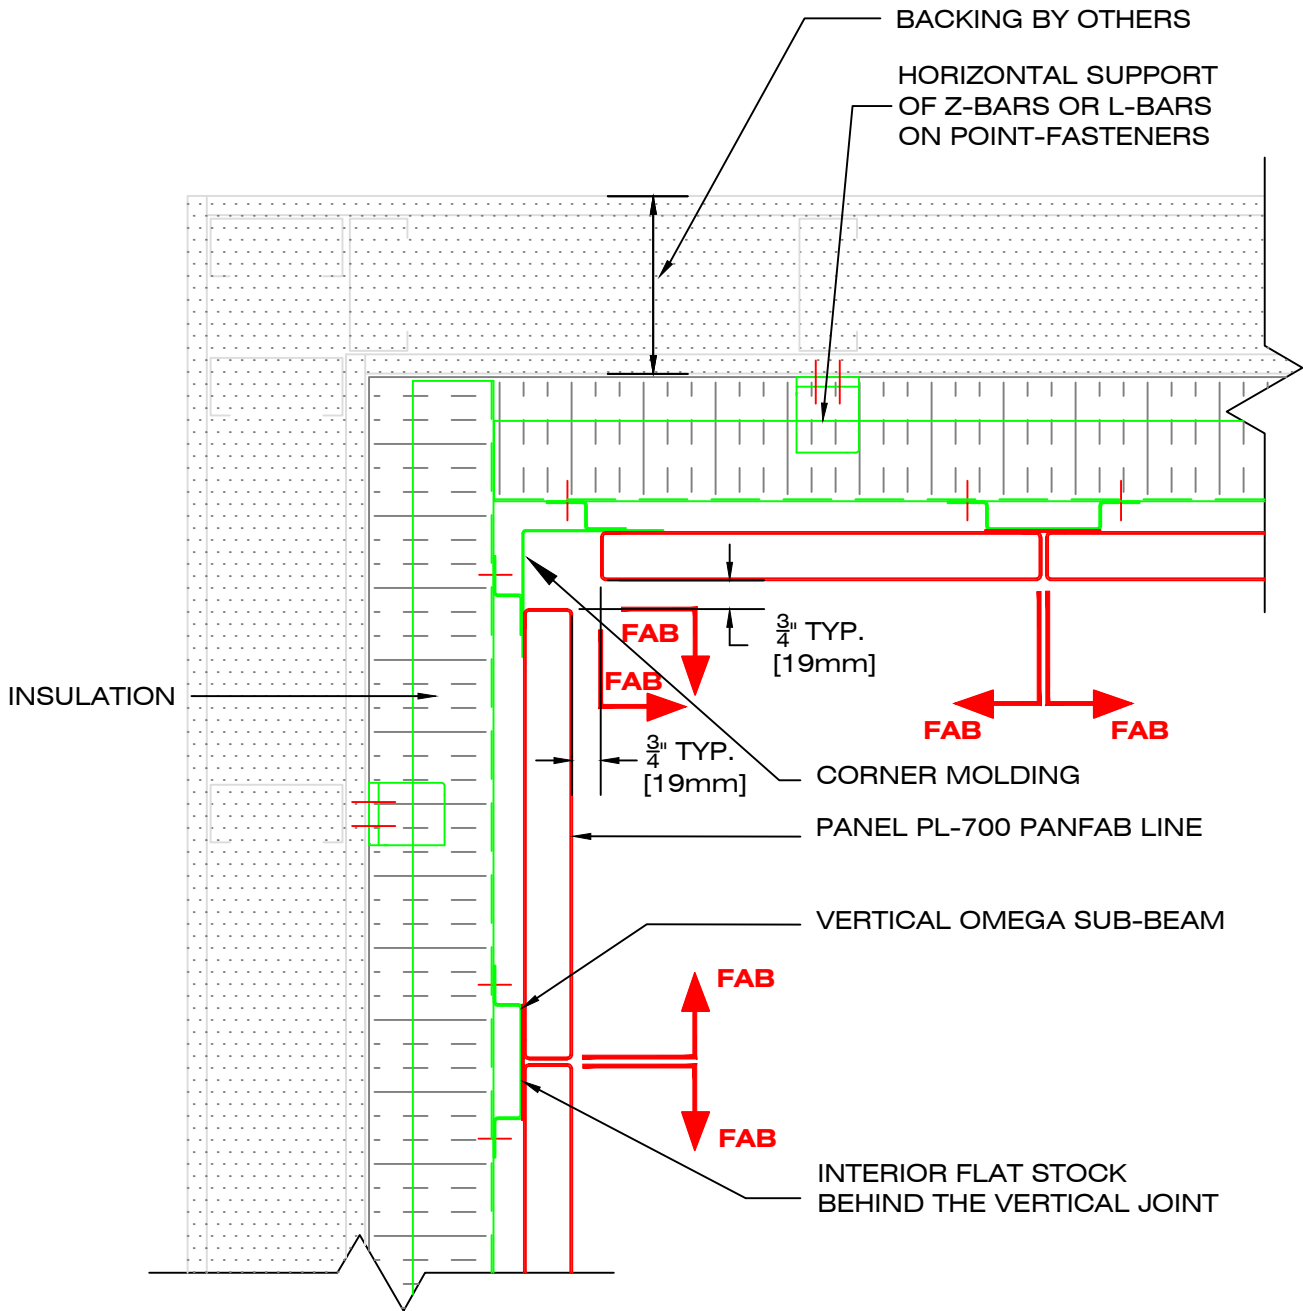 BACKING BY OTHERS
HORIZONTAL SUPPORT
OF Z-BARS OR L-BARS
ON POINT-FASTENERS
3/4" TYP.
[19mm]
FAB
FAB
INSULATION
FAB
FAB
3/4" TYP.
[19mm]
CORNER MOLDING
PANEL PL-700 PANFAB LINE
VERTICAL OMEGA SUB-BEAM
FAB
FAB
INTERIOR FLAT STOCK
BEHIND THE VERTICAL JOINT